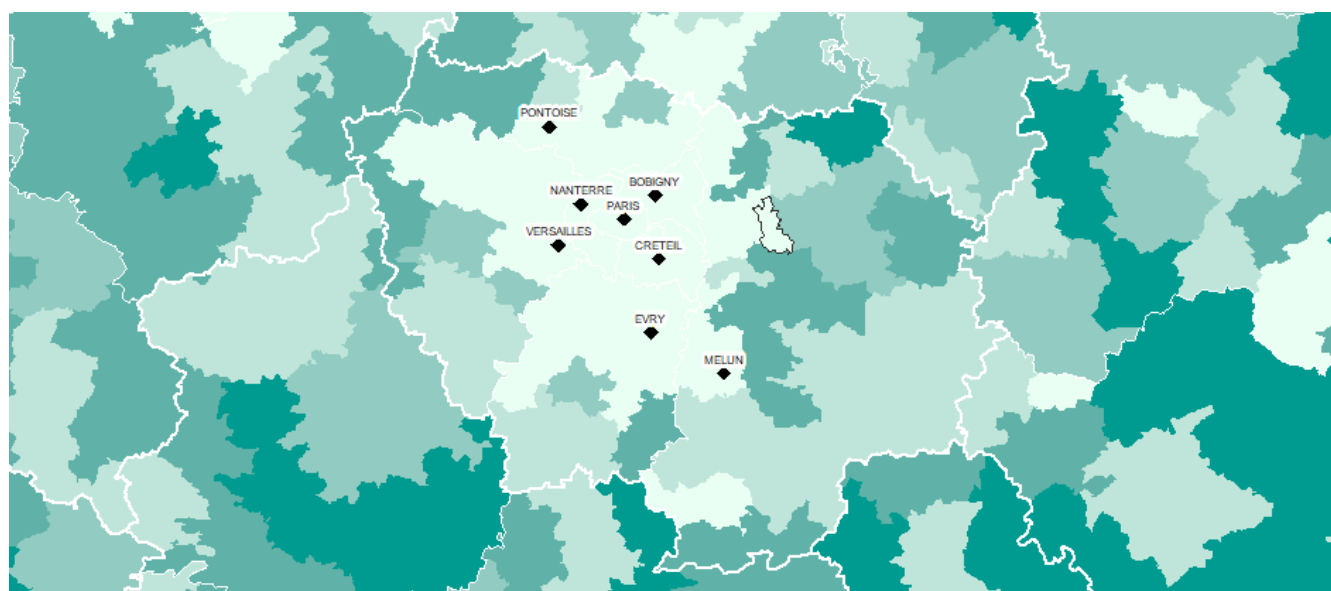 PONTOISE
BOBIGNY
NANTERRE
PARIS
VERSAILLES
CRETEIL
EVRY
MELUN